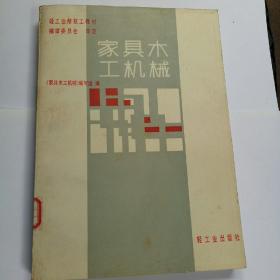 轻工业部职工教材
编审委员会 审定
家具木
工机械
《家具木工机械》编写组 编
轻工业出版社